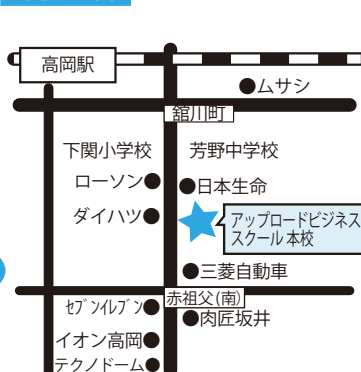 高岡駅
●ムサシ
舘川町
下関小学校
芳野中学校
ローソン●
●日本生命
ダイハツ●
アップロードビジネス
スクール 本校
●三菱自動車
赤祖父(南)
ｾﾌﾞﾝｲﾚﾌﾞﾝ●
●肉匠坂井
イオン高岡●
テクノドーム●